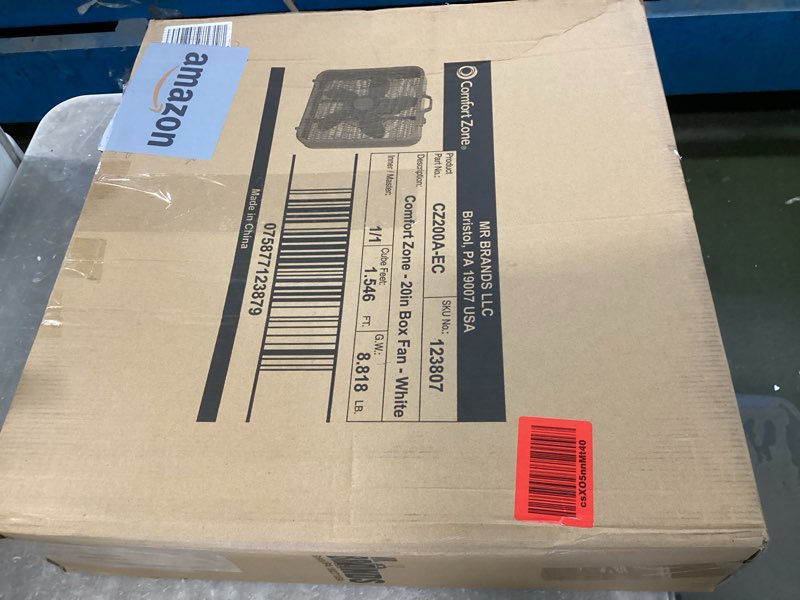 amazon
Comfort Zone®
MR BRANDS LLC
Bristol, PA 19007 USA
Product
Part No.:
CZ200A-EC
SKU No.:
123807
Description:
Comfort Zone - 20in Box Fan - White
Inner / Master:
1/1
Cube Feet:
1.546 FT.
G.W.:
8.818 LB.
075877123879
Made in China
csXO5nnMt40